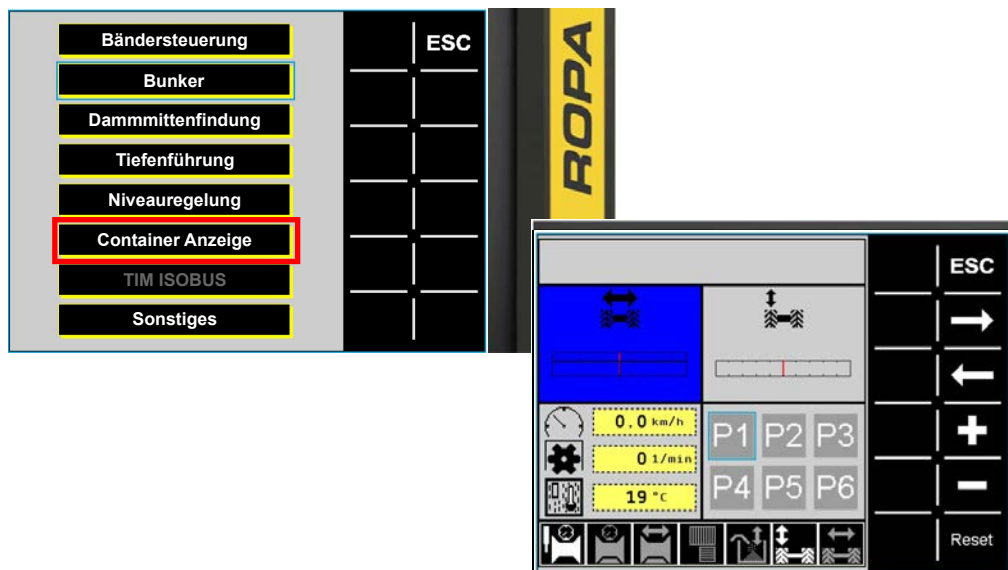 Bändersteuerung
ESC
Bunker
Dammmittenfindung
Tiefenführung
Niveauregelung
Container Anzeige
TIM ISOBUS
Sonstiges
ROPA
ESC
0.0 km/h
0 1/min
19 °C
P1 P2 P3
P4 P5 P6
Reset